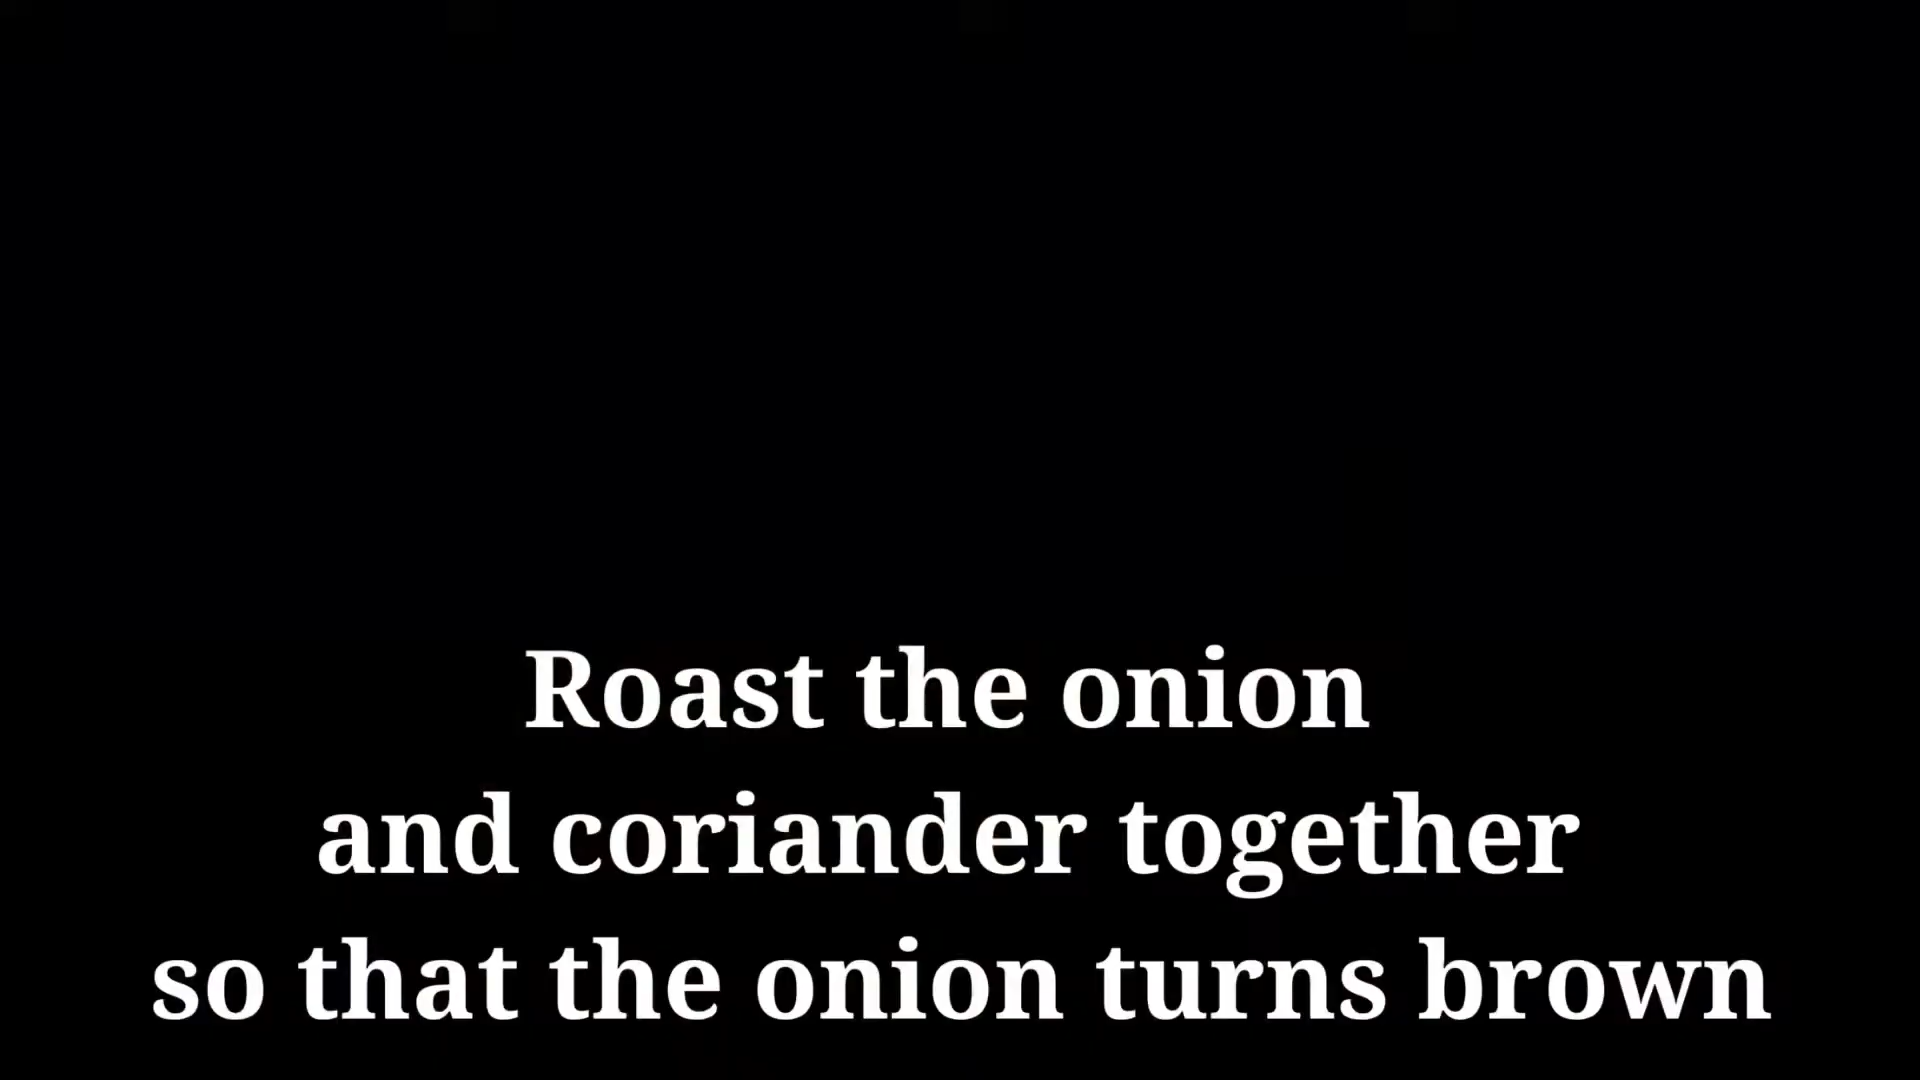 Roast the onion
and coriander together
so that the onion turns brown